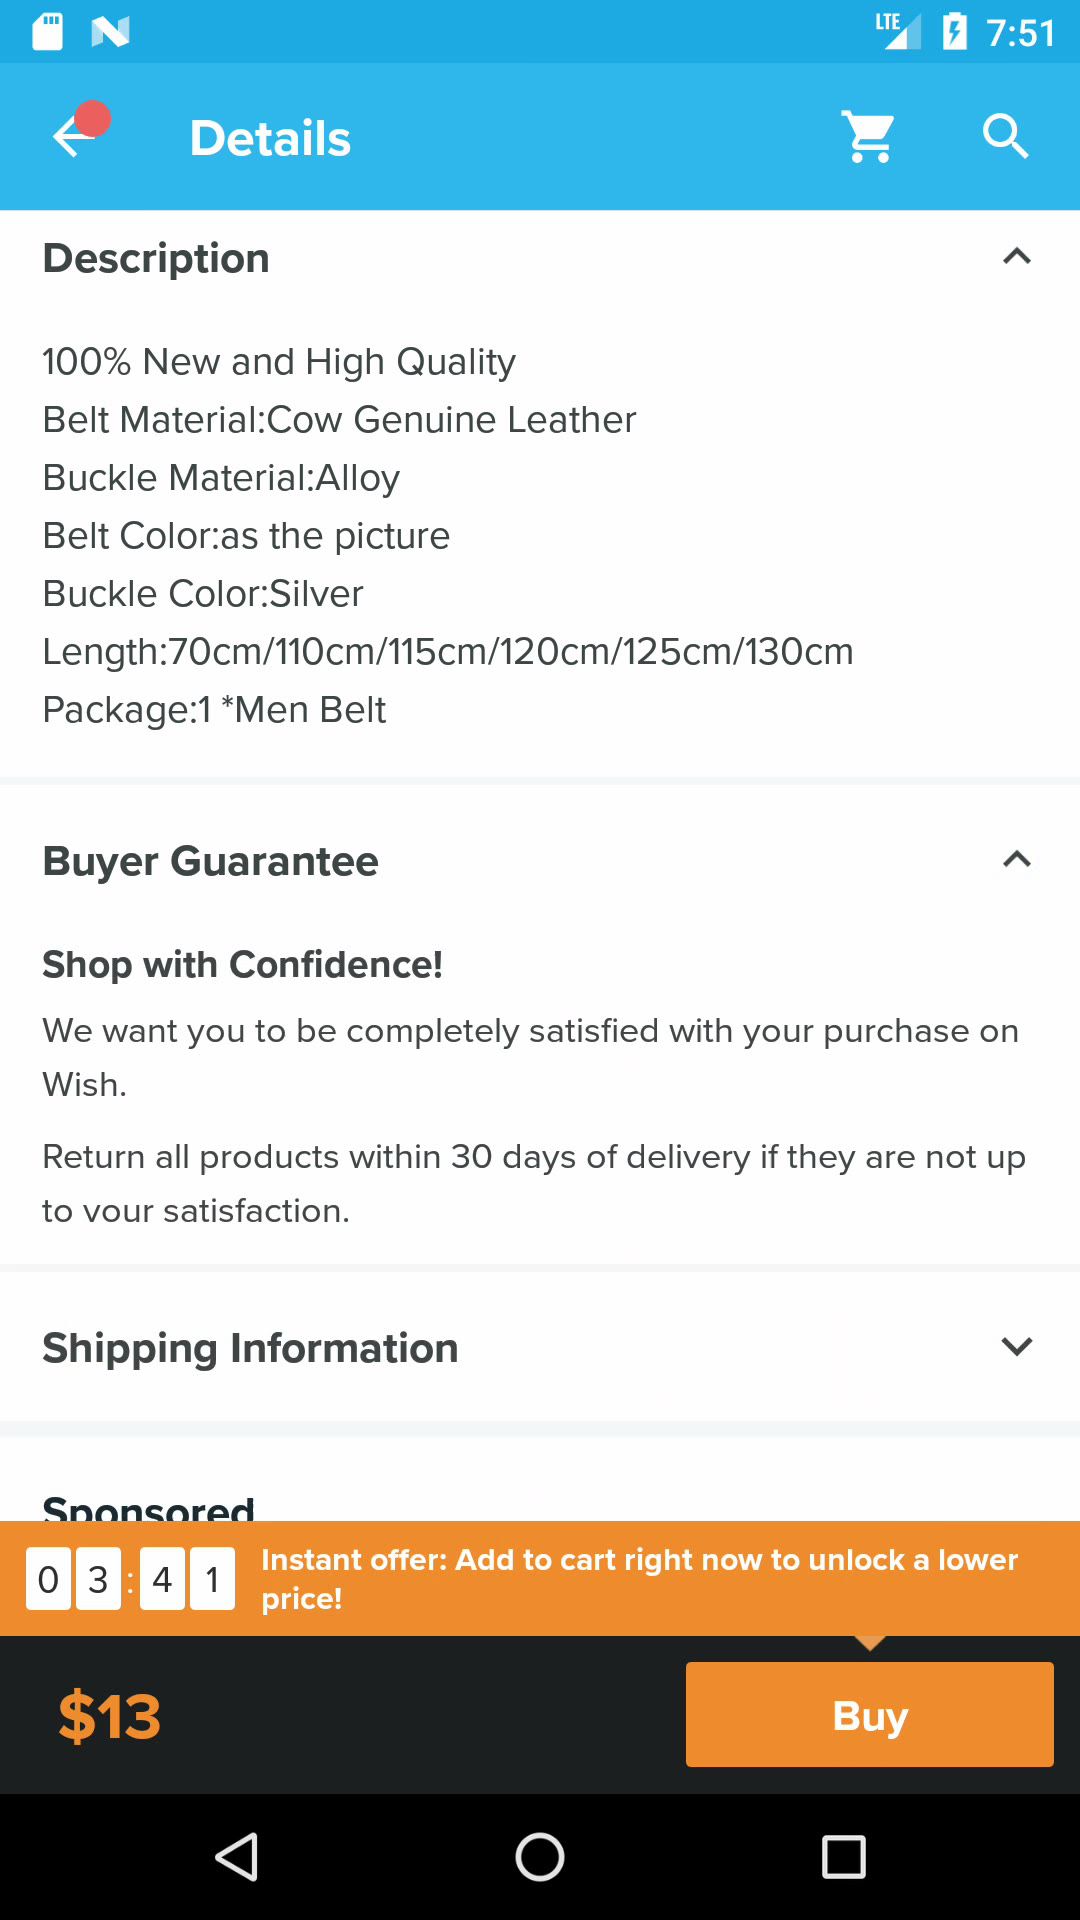 LTE 7:51
Details
Description
100% New and High Quality
Belt Material:Cow Genuine Leather
Buckle Material:Alloy
Belt Color:as the picture
Buckle Color:Silver
Length:70cm/110cm/115cm/120cm/125cm/130cm
Package:1 *Men Belt
Buyer Guarantee
Shop with Confidence!
We want you to be completely satisfied with your purchase on
Wish.
Return all products within 30 days of delivery if they are not up
to your satisfaction.
Shipping Information
Sponsored
03:41
Instant offer: Add to cart right now to unlock a lower
price!
$13
Buy